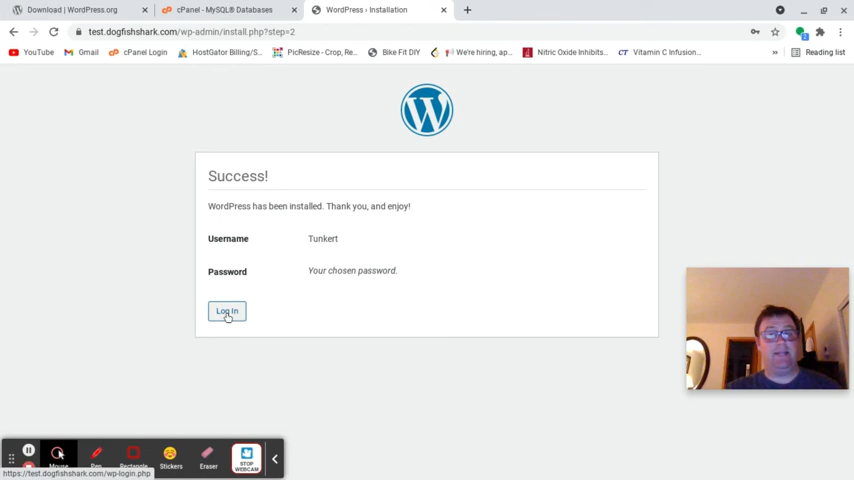 Download | WordPress.org
cPanel - MySQL® Databases
WordPress › Installation
test.dogfishshark.com/wp-admin/install.php?step=2
YouTube
Gmail
cPanel Login
HostGator Billing/S...
PicResize - Crop, Re...
Bike Fit DIY
We're hiring, ap...
Nitric Oxide Inhibits...
CT Vitamin C Infusion...
»
Reading list
W
Success!
WordPress has been installed. Thank you, and enjoy!
Username Tunkert
Password Your chosen password.
Log In
Mouse
Pen
Rectangle
Stickers
Eraser
STOP
WEBCAM
https://test.dogfishshark.com/wp-login.php